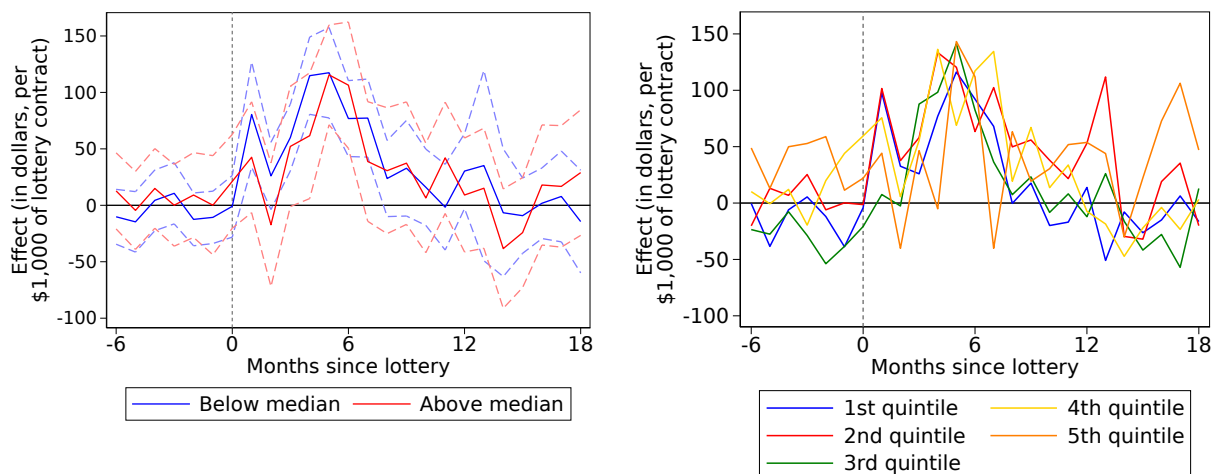 Effect (in dollars, per
$1,000 of lottery contract)
150
100
50
0
-50
-100
-6
0
6
12
18
Months since lottery
Below median
Above median
Effect (in dollars, per
$1,000 of lottery contract)
150
100
50
0
-50
-100
-6
0
6
12
18
Months since lottery
1st quintile
4th quintile
2nd quintile
5th quintile
3rd quintile